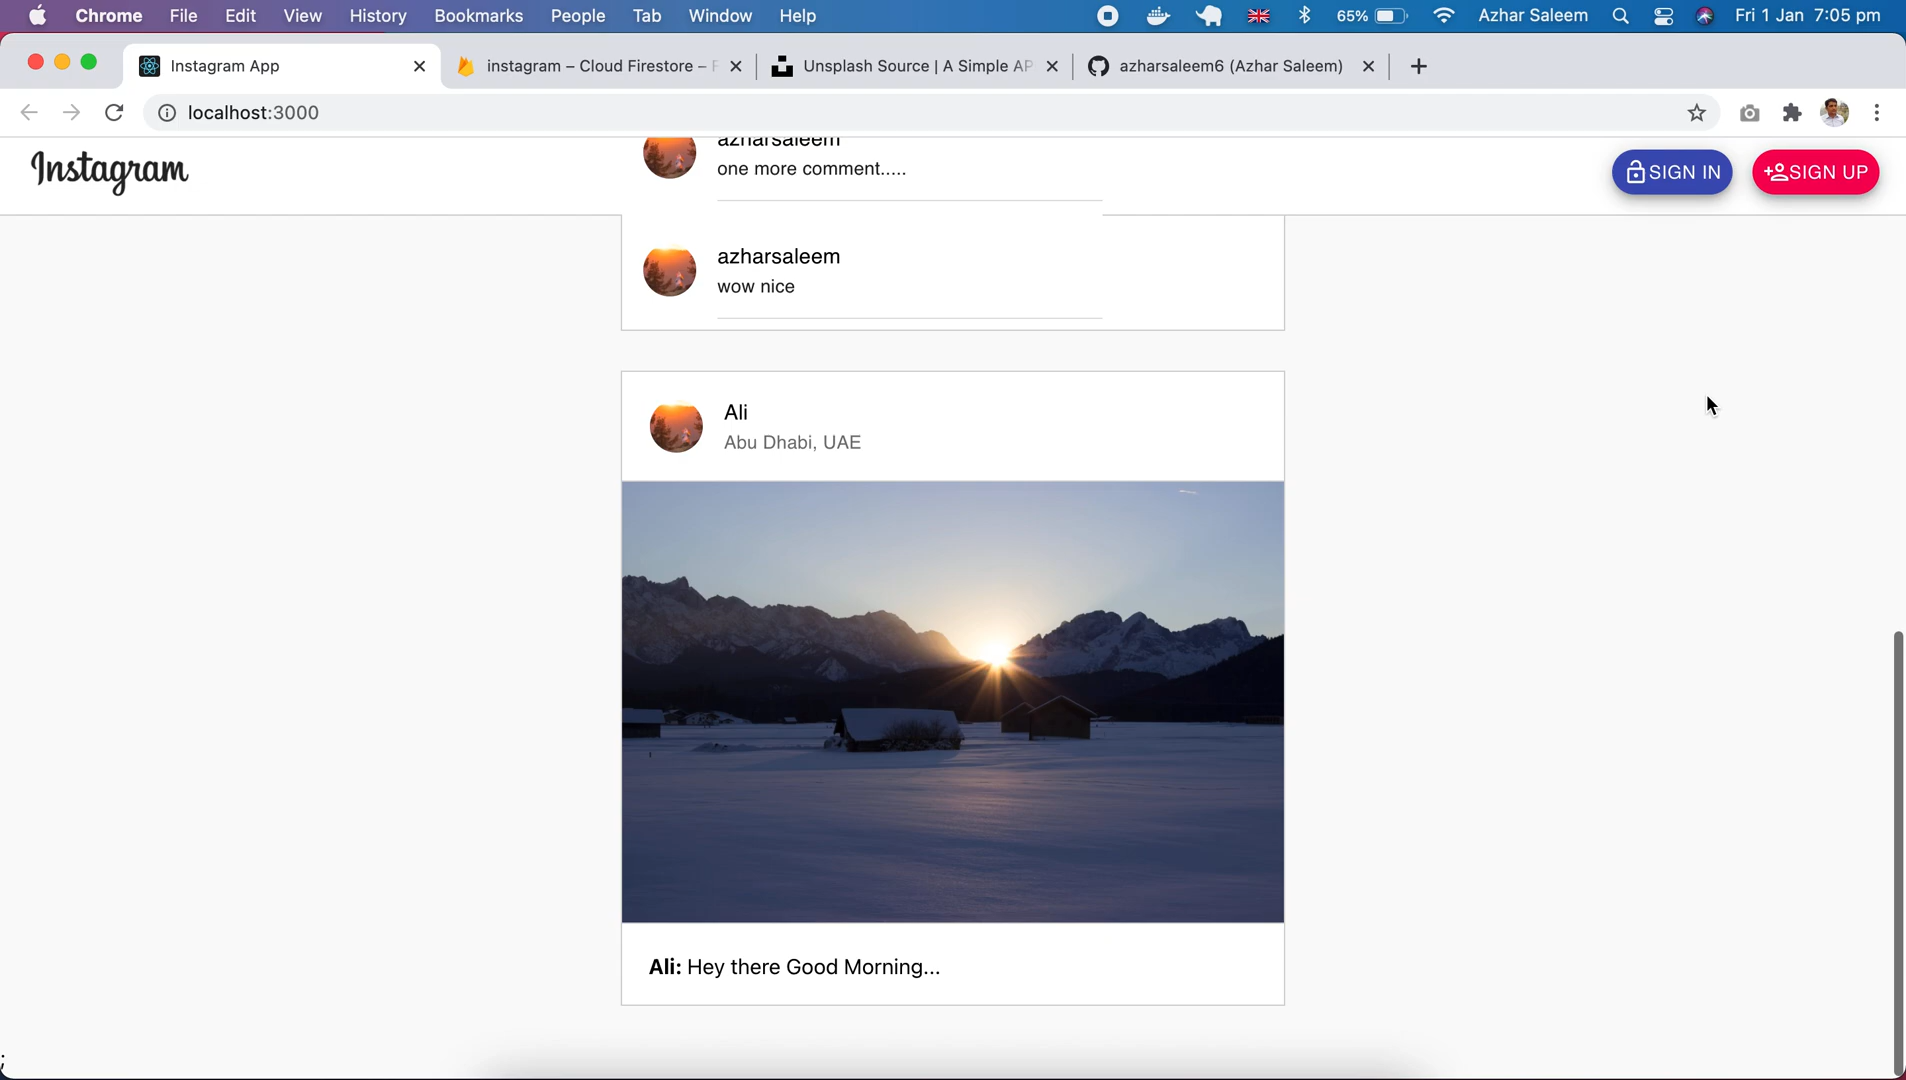 Chrome File Edit View History Bookmarks People Tab Window Help 65% Azhar Saleem Fri 1 Jan 7:05 pm
Instagram App instagram – Cloud Firestore – Unsplash Source | A Simple AP azharsaleem6 (Azhar Saleem)
localhost:3000
Instagram
SIGN IN
SIGN UP
azharsaleem
one more comment.....
azharsaleem
wow nice
Ali
Abu Dhabi, UAE
Ali: Hey there Good Morning...
;